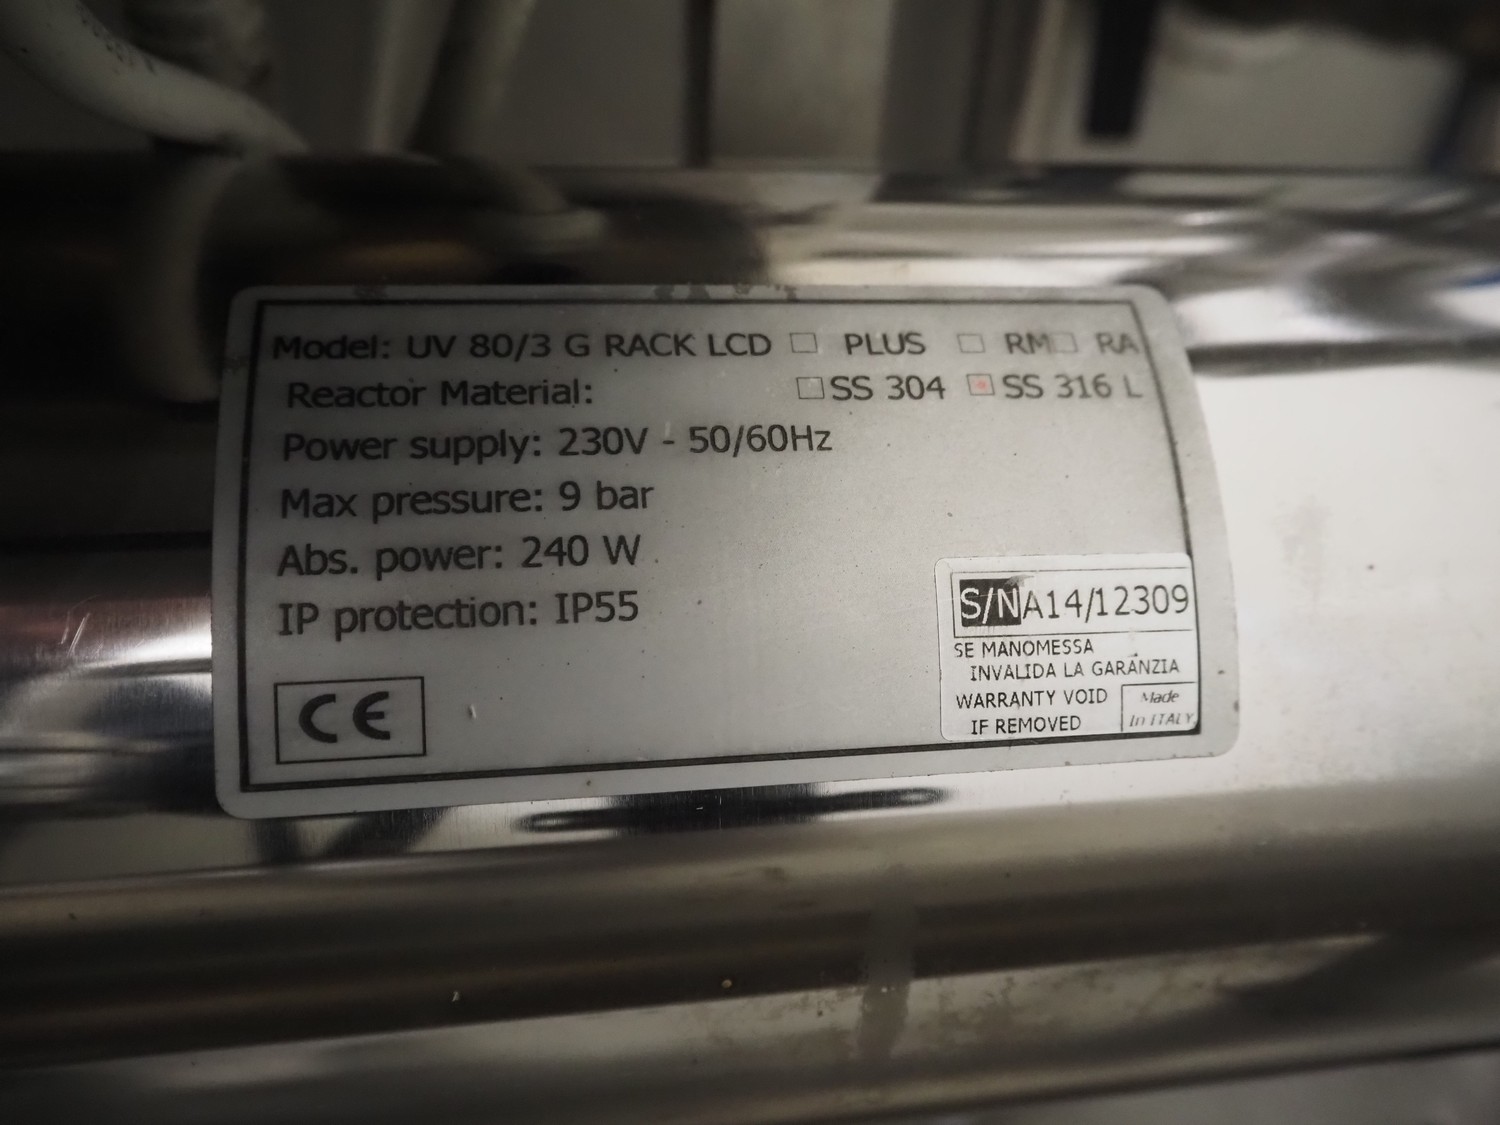 Model: UV 80/3 G RACK LCD ☐ PLUS ☐ RM ☐ RA
Reactor Material: ☐ SS 304 ☒ SS 316 L
Power supply: 230V - 50/60Hz
Max pressure: 9 bar
Abs. power: 240 W
IP protection: IP55
CE
S/N A14/12309
SE MANOMESSA
INVALIDA LA GARANZIA
WARRANTY VOID
IF REMOVED
Made
In ITALY